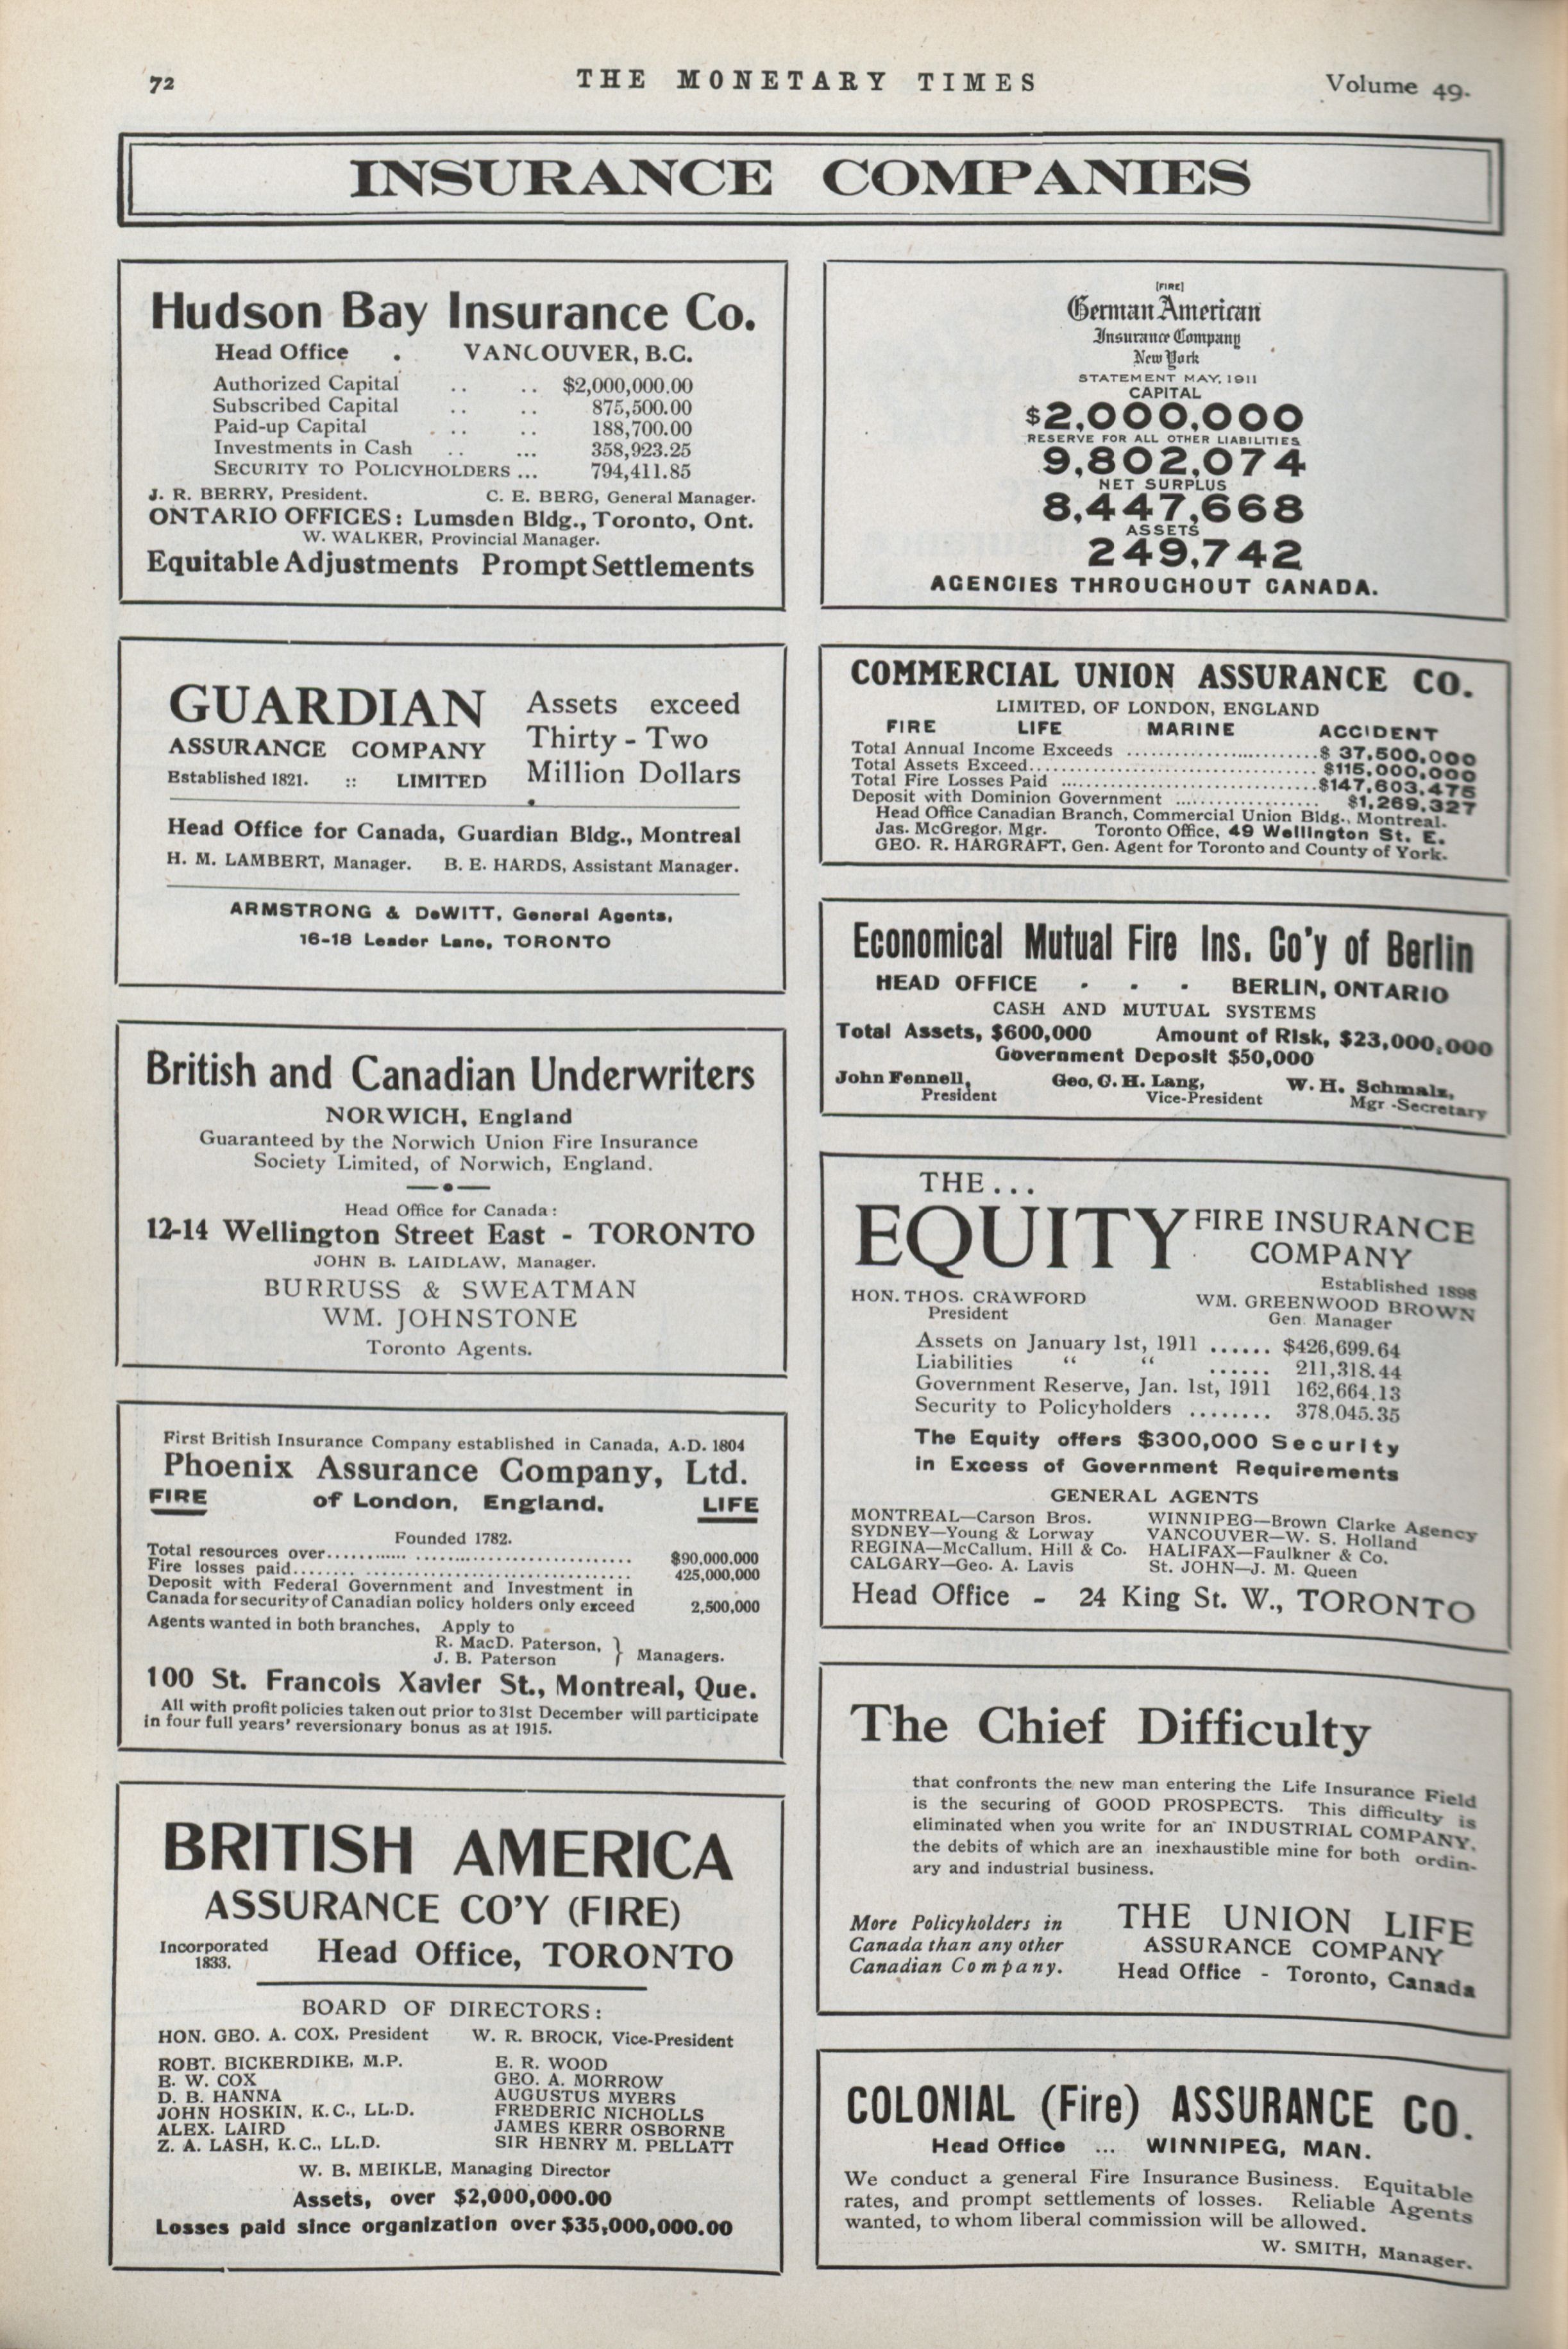 72
THE MONETARY TIMES
Volume 49.
INSURANCE COMPANIES
Hudson Bay Insurance Co.
Head Office . VANCOUVER, B.C.
Authorized Capital .. .. $2,000,000.00
Subscribed Capital .. .. 875,500.00
Paid-up Capital .. .. 188,700.00
Investments in Cash .. ... 358,923.25
SECURITY TO POLICYHOLDERS ... 794,411.85
J. R. BERRY, President. C. E. BERG, General Manager.
ONTARIO OFFICES: Lumsden Bldg., Toronto, Ont.
W. WALKER, Provincial Manager.
Equitable Adjustments Prompt Settlements
GUARDIAN
ASSURANCE COMPANY
Established 1821. :: LIMITED
Assets exceed
Thirty-Two
Million Dollars
Head Office for Canada, Guardian Bldg., Montreal
H. M. LAMBERT, Manager. B. E. HARDS, Assistant Manager.
ARMSTRONG & DeWITT, General Agents,
16-18 Leader Lane, TORONTO
British and Canadian Underwriters
NORWICH, England
Guaranteed by the Norwich Union Fire Insurance
Society Limited, of Norwich, England.
Head Office for Canada:
12-14 Wellington Street East - TORONTO
JOHN B. LAIDLAW, Manager.
BURRUSS & SWEATMAN
WM. JOHNSTONE
Toronto Agents.
First British Insurance Company established in Canada, A.D. 1804
Phoenix Assurance Company, Ltd.
FIRE of London, England. LIFE
Founded 1782.
Total resources over............ ............................ $90,000,000
Fire losses paid........ .................................. 425,000,000
Deposit with Federal Government and Investment in
Canada for security of Canadian policy holders only exceed 2,500,000
Agents wanted in both branches. Apply to
R. MacD. Paterson, }
J. B. Paterson } Managers.
100 St. Francois Xavier St., Montreal, Que.
All with profit policies taken out prior to 31st December will participate
in four full years' reversionary bonus as at 1915.
BRITISH AMERICA
ASSURANCE CO'Y (FIRE)
Incorporated
1833.
Head Office, TORONTO
BOARD OF DIRECTORS:
HON. GEO. A. COX, President W. R. BROCK, Vice-President
ROBT. BICKERDIKE, M.P. E. R. WOOD
E. W. COX GEO. A. MORROW
D. B. HANNA AUGUSTUS MYERS
JOHN HOSKIN, K.C., LL.D. FREDERIC NICHOLLS
ALEX. LAIRD JAMES KERR OSBORNE
Z. A. LASH, K.C., LL.D. SIR HENRY M. PELLATT
W. B. MEIKLE, Managing Director
Assets, over $2,000,000.00
Losses paid since organization over $35,000,000.00
[FIRE]
German American
Insurance Company
New York
STATEMENT MAY, 1911
CAPITAL
$2,000,000
RESERVE FOR ALL OTHER LIABILITIES
9,802,074
NET SURPLUS
8,447,668
ASSETS
249,742
AGENCIES THROUGHOUT CANADA.
COMMERCIAL UNION ASSURANCE CO.
LIMITED, OF LONDON, ENGLAND
FIRE LIFE MARINE ACCIDENT
Total Annual Income Exceeds ..............................$ 37,500,000
Total Assets Exceed............................................ $115,000,000
Total Fire Losses Paid ........................................$147,603,475
Deposit with Dominion Government ..................... $1,269,327
Head Office Canadian Branch, Commercial Union Bldg., Montreal.
Jas. McGregor, Mgr. Toronto Office, 49 Wellington St. E.
GEO. R. HARGRAFT, Gen. Agent for Toronto and County of York.
Economical Mutual Fire Ins. Co'y of Berlin
HEAD OFFICE - - - BERLIN, ONTARIO
CASH AND MUTUAL SYSTEMS
Total Assets, $600,000 Amount of Risk, $23,000,000
Government Deposit $50,000
John Fennell, Geo. C. H. Lang, W. H. Schmalz,
President Vice-President Mgr -Secretary
THE...
EQUITY FIRE INSURANCE
COMPANY
Established 1898
HON. THOS. CRAWFORD WM. GREENWOOD BROWN
President Gen. Manager
Assets on January 1st, 1911 ...... $426,699.64
Liabilities " " ...... 211,318.44
Government Reserve, Jan. 1st, 1911 162,664.13
Security to Policyholders ........ 378,045.35
The Equity offers $300,000 Security
in Excess of Government Requirements
GENERAL AGENTS
MONTREAL—Carson Bros. WINNIPEG—Brown Clarke Agency
SYDNEY—Young & Lorway VANCOUVER—W. S. Holland
REGINA—McCallum, Hill & Co. HALIFAX—Faulkner & Co.
CALGARY—Geo. A. Lavis St. JOHN—J. M. Queen
Head Office - 24 King St. W., TORONTO
The Chief Difficulty
that confronts the new man entering the Life Insurance Field
is the securing of GOOD PROSPECTS. This difficulty is
eliminated when you write for an INDUSTRIAL COMPANY,
the debits of which are an inexhaustible mine for both ordin-
ary and industrial business.
More Policyholders in
Canada than any other
Canadian Company.
THE UNION LIFE
ASSURANCE COMPANY
Head Office - Toronto, Canada
COLONIAL (Fire) ASSURANCE CO.
Head Office ... WINNIPEG, MAN.
We conduct a general Fire Insurance Business. Equitable
rates, and prompt settlements of losses. Reliable Agents
wanted, to whom liberal commission will be allowed.
W. SMITH, Manager.